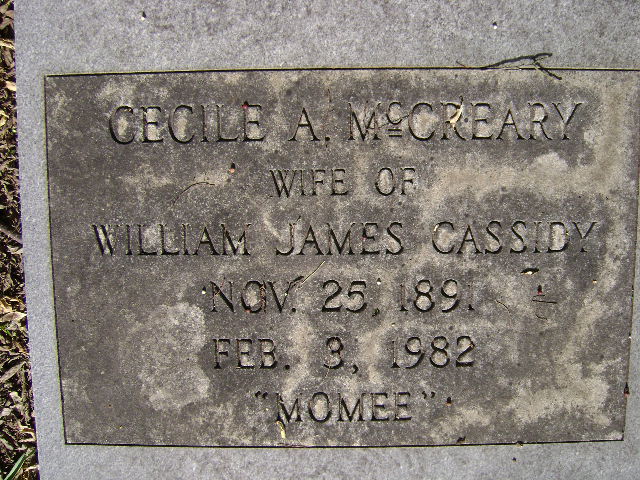 CECILE A. McCREARY
WIFE OF
WILLIAM JAMES CASSIDY
NOV. 25, 1891
FEB. 3, 1982
"MOMEE"